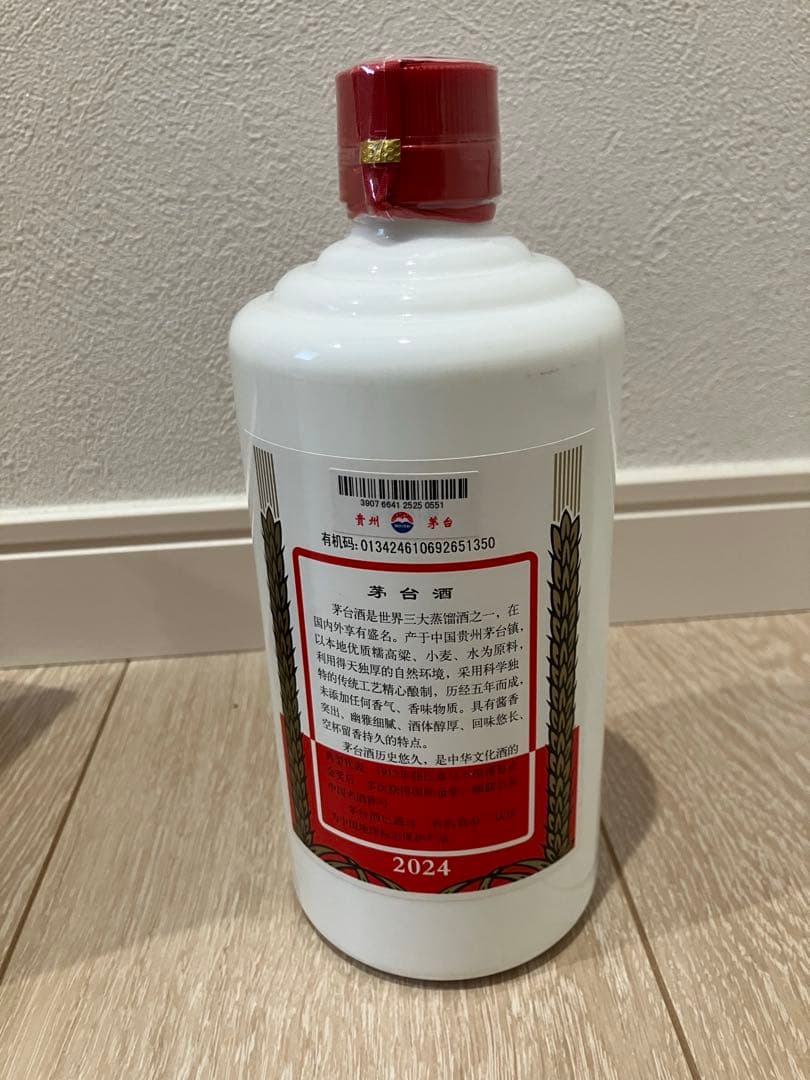 3907 6641 2525 0551
贵州 茅台
有机码:013424610692651350
茅台酒
茅台酒是世界三大蒸馏酒之一，在
国内外享有盛名。产于中国贵州茅台镇，
以本地优质糯高粱、小麦、水为原料，
利用得天独厚的自然环境，采用科学独
特的传统工艺精心酿制，历经五年而成，
未添加任何香气、香味物质。具有酱香
突出、幽雅细腻、酒体醇厚、回味悠长、
空杯留香持久的特点。
茅台酒历史悠久，是中华文化酒的
2024